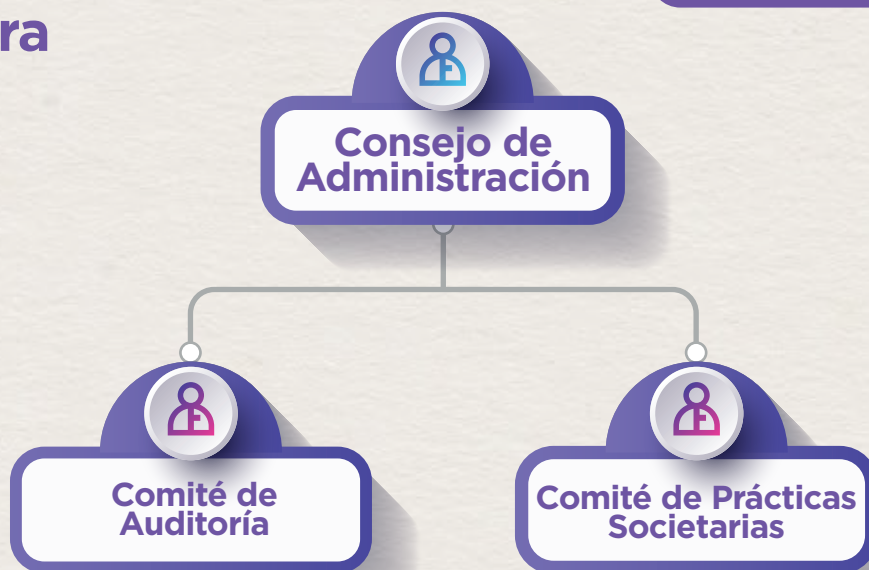 ra
Consejo de
Administración
Comité de
Auditoría
Comité de Prácticas
Societarias